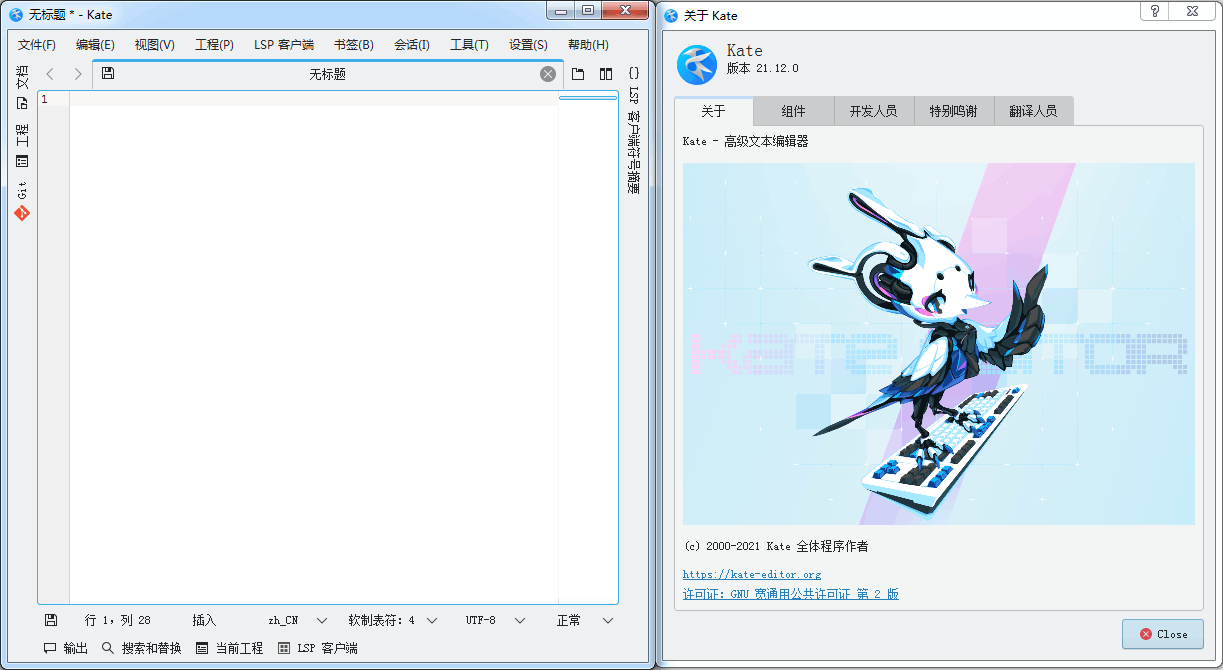 无标题 * - Kate
文件(F) 编辑(E) 视图(V) 工程(P) LSP 客户端 书签(B) 会话(I) 工具(T) 设置(S) 帮助(H)
无标题
文档
工程
Git
1
{} LSP 客户端符号摘要
行 1，列 28 插入 zh_CN 软制表符：4 UTF-8 正常
输出 搜索和替换 当前工程 LSP 客户端
关于 Kate
Kate
版本 21.12.0
关于 组件 开发人员 特别鸣谢 翻译人员
Kate - 高级文本编辑器
KATE EDITOR
(c) 2000-2021 Kate 全体程序作者
https://kate-editor.org
许可证：GNU 宽通用公共许可证 第 2 版
Close